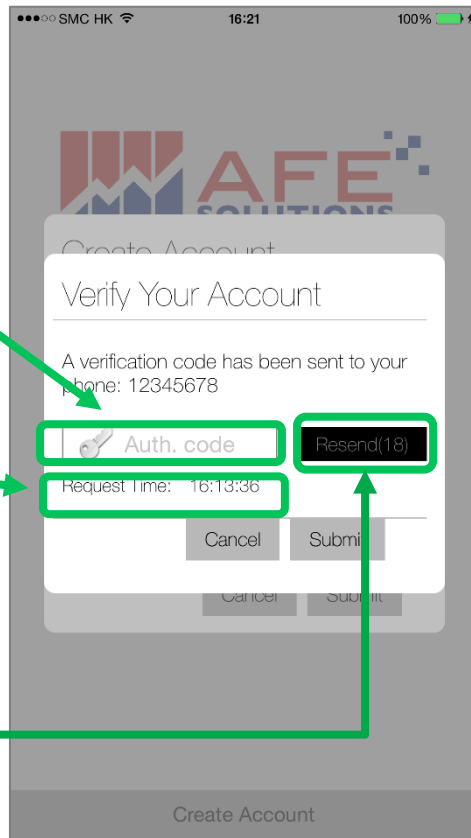 SMC HK 16:21 100%
AFE
SOLUTIONS
Create Account
Verify Your Account
A verification code has been sent to your
phone: 12345678
Auth. code Resend(18)
Request Time: 16:13:36
Cancel Submit
Cancel Submit
Create Account